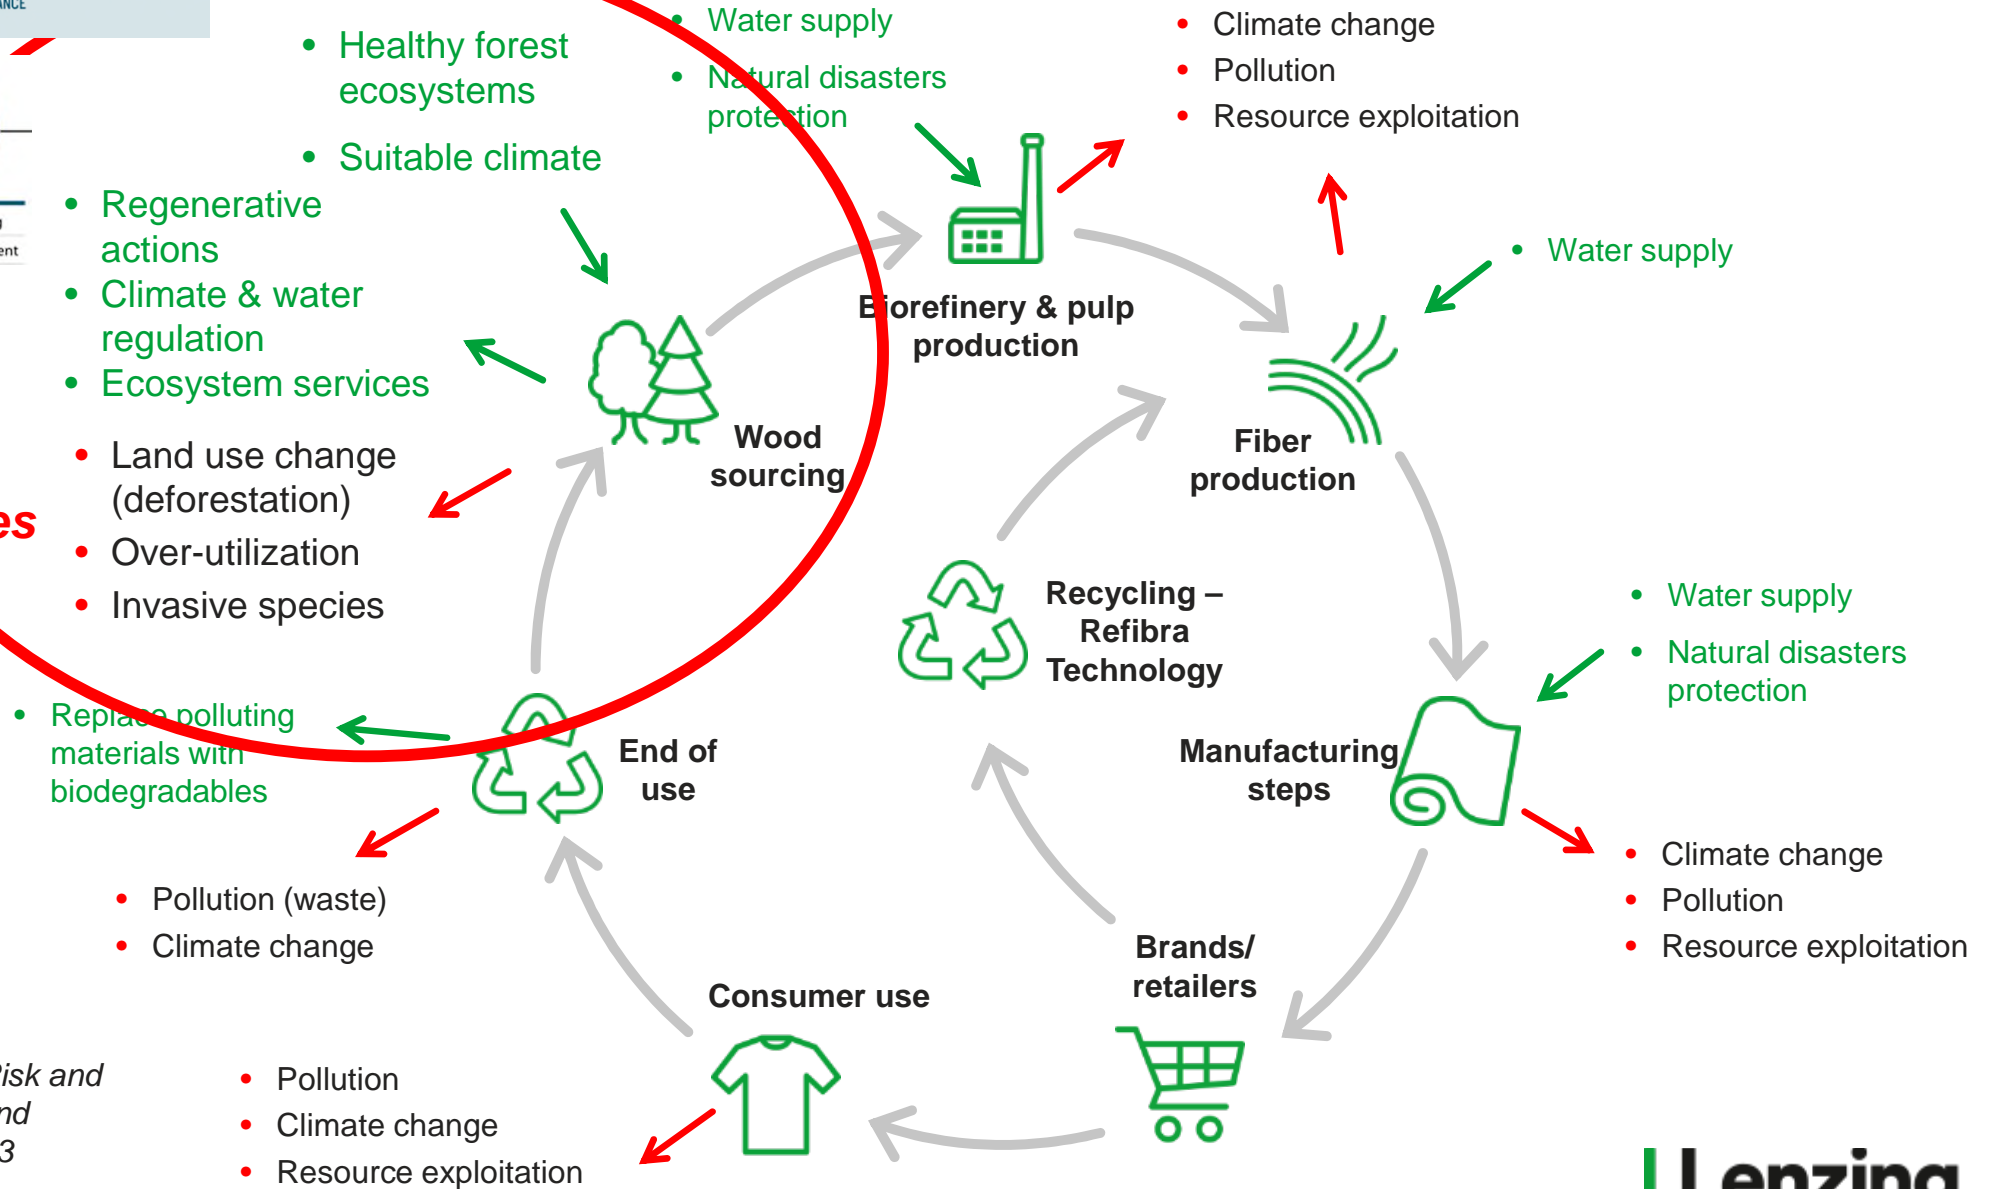 • Healthy forest
ecosystems
• Suitable climate
• Water supply
• Natural disasters
protection
• Climate change
• Pollution
• Resource exploitation
• Regenerative
actions
• Climate & water
regulation
• Ecosystem services
• Land use change
(deforestation)
• Over-utilization
• Invasive species
Wood
sourcing
Biorefinery & pulp
production
• Water supply
Fiber
production
Recycling –
Refibra
Technology
• Water supply
• Natural disasters
protection
Manufacturing
steps
• Climate change
• Pollution
• Resource exploitation
Brands/
retailers
Consumer use
• Pollution
• Climate change
• Resource exploitation
End of
use
• Replace polluting
materials with
biodegradables
• Pollution (waste)
• Climate change
and
3
Lenzing